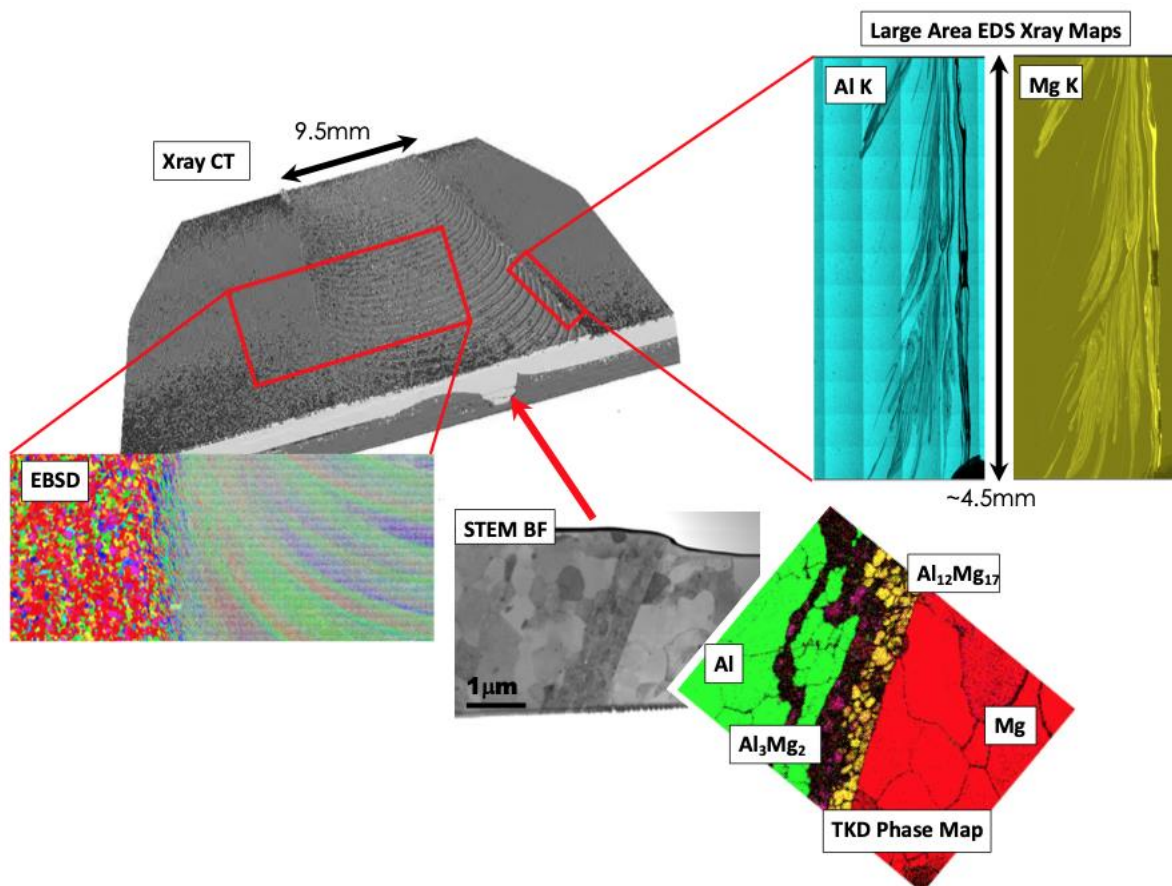 Large Area EDS Xray Maps
Al K
Mg K
9.5mm
Xray CT
~4.5mm
EBSD
STEM BF
1μm
Al₁₂Mg₁₇
Al
Mg
Al₃Mg₂
TKD Phase Map